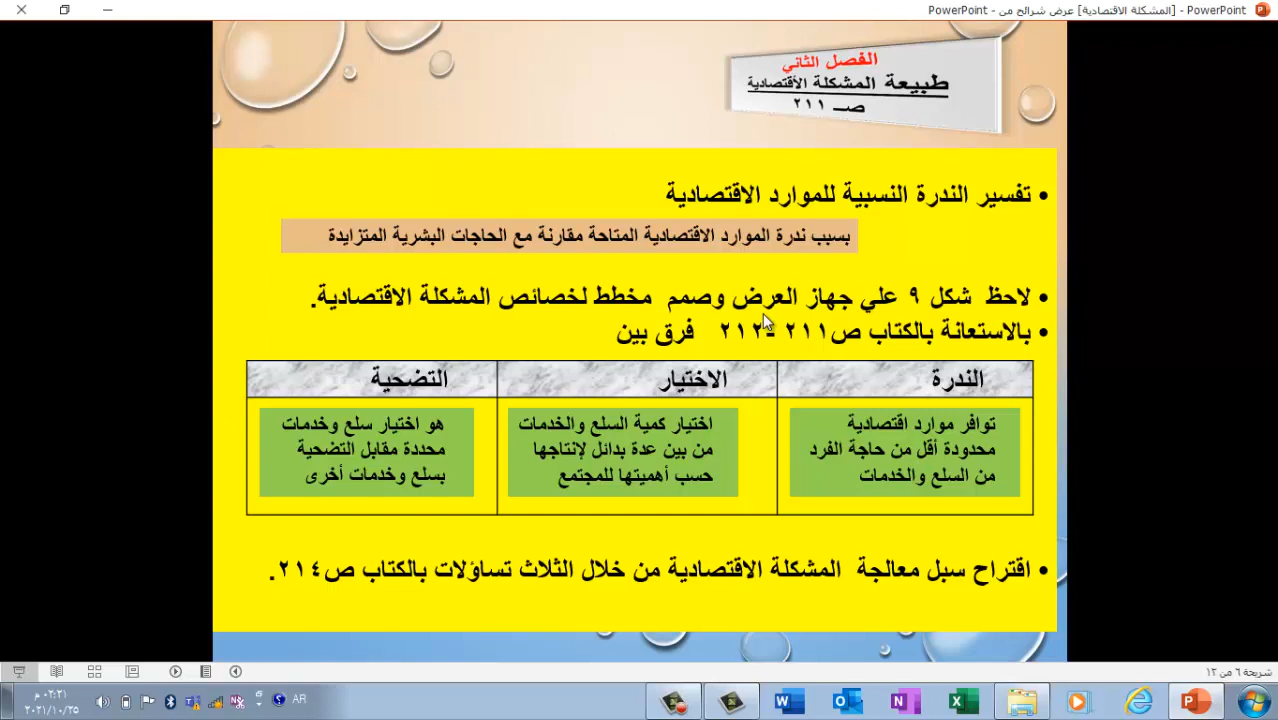 PowerPoint - [المشكلة الاقتصادية] عرض شرائح من - PowerPoint
الفصل الثاني
طبيعة المشكلة الأقتصادية
صـ ٢١١
• تفسير الندرة النسبية للموارد الاقتصادية
بسبب ندرة الموارد الاقتصادية المتاحة مقارنة مع الحاجات البشرية المتزايدة
• لاحظ شكل ٩ علي جهاز العرض وصمم مخطط لخصائص المشكلة الاقتصادية.
• بالاستعانة بالكتاب ص٢١١ - ٢١٢ فرق بين
الندرة الاختيار التضحية
توافر موارد اقتصادية
محدودة أقل من حاجة الفرد
من السلع والخدمات
اختيار كمية السلع والخدمات
من بين عدة بدائل لإنتاجها
حسب أهميتها للمجتمع
هو اختيار سلع وخدمات
محددة مقابل التضحية
بسلع وخدمات أخرى
• اقتراح سبل معالجة المشكلة الاقتصادية من خلال الثلاث تساؤلات بالكتاب ص٢١٤.
شريحة ٦ من ١٢
AR
٠٢:٢١ م
٢٠٢١/١٠/٢٥